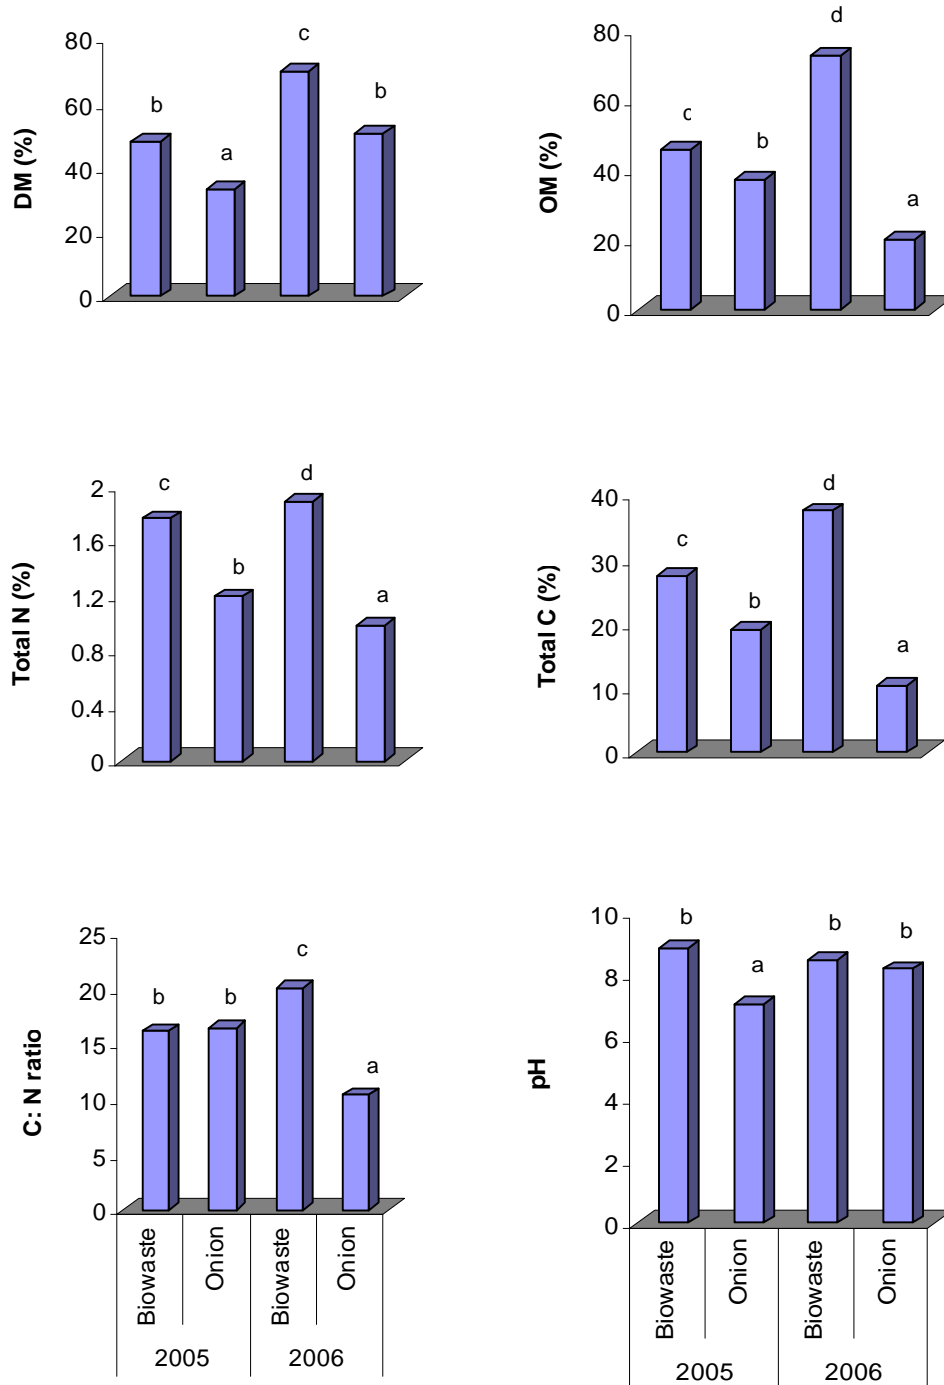 DM (%)
80
60
40
20
0
b
a
c
b
OM (%)
80
60
40
20
0
c
b
d
a
Total N (%)
2
1.6
1.2
0.8
0.4
0
c
b
d
a
Total C (%)
40
30
20
10
0
c
b
d
a
C: N ratio
25
20
15
10
5
0
b
b
c
a
Biowaste
Onion
Biowaste
Onion
2005
2006
pH
10
8
6
4
2
0
b
a
b
b
Biowaste
Onion
Biowaste
Onion
2005
2006